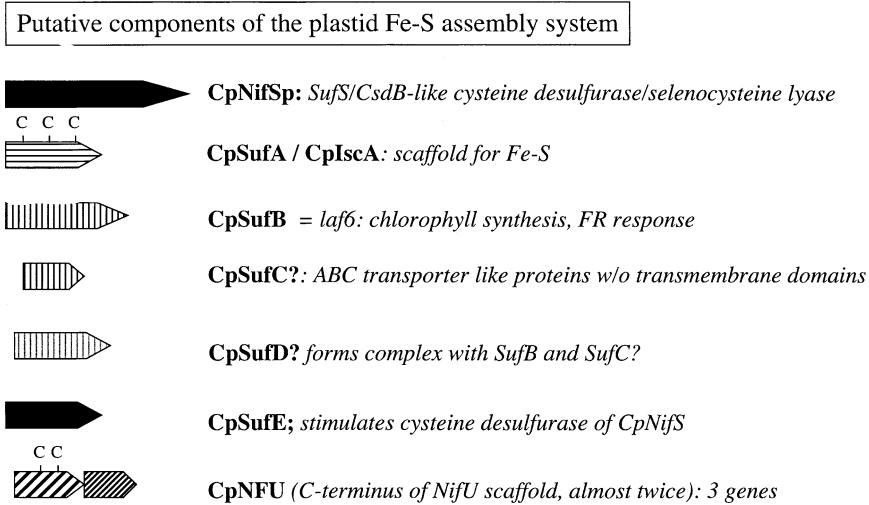 Putative components of the plastid Fe-S assembly system
CpNifSp: SufS/CsdB-like cysteine desulfurase/selenocysteine lyase
C C C
CpSufA / CpIscA: scaffold for Fe-S
CpSufB = laf6: chlorophyll synthesis, FR response
CpSufC?: ABC transporter like proteins w/o transmembrane domains
CpSufD? forms complex with SufB and SufC?
CpSufE; stimulates cysteine desulfurase of CpNifS
C C
CpNFU (C-terminus of NifU scaffold, almost twice): 3 genes